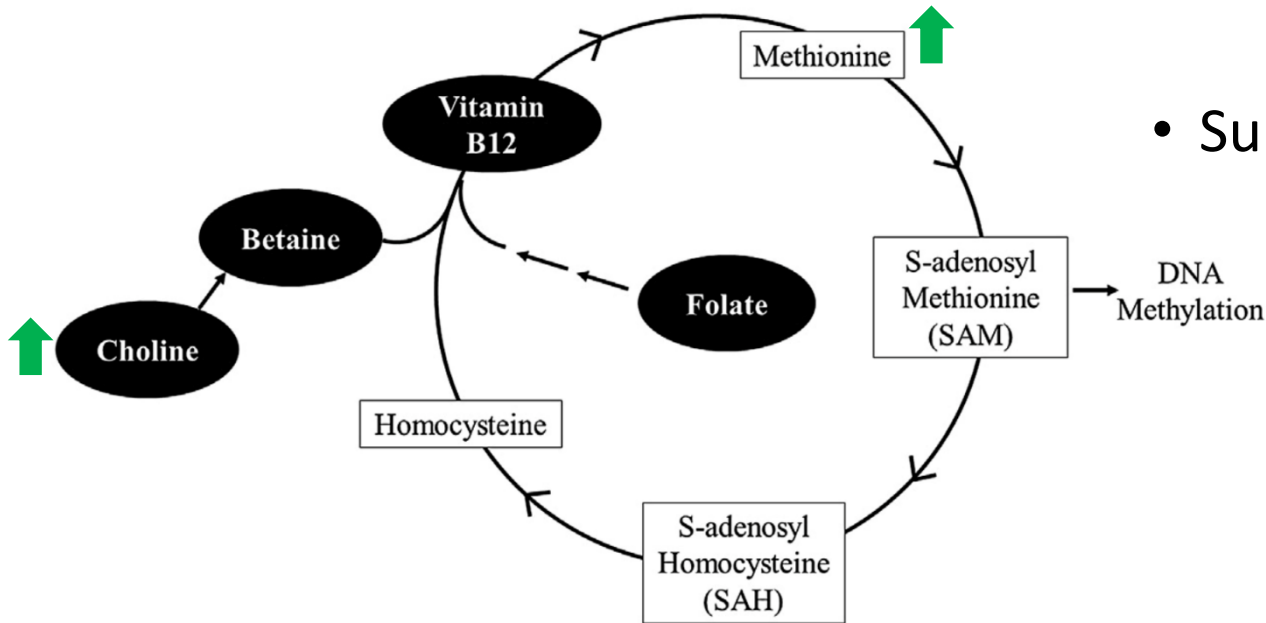 Methionine
Vitamin
B12
• Su
Betaine
S-adenosyl
Methionine
(SAM)
DNA
Methylation
Folate
Choline
Homocysteine
S-adenosyl
Homocysteine
(SAH)